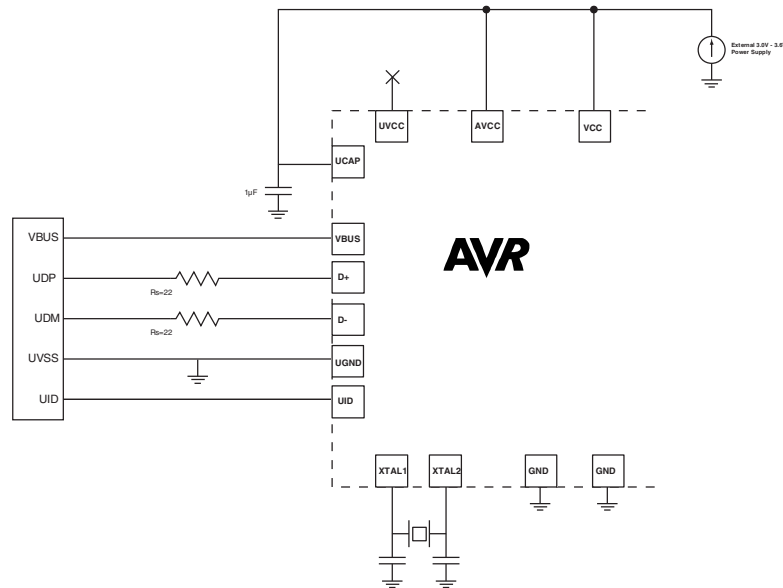 External 3.0V - 3.6
Power Supply
UVCC
AVCC
VCC
UCAP
1µF
VBUS
VBUS
AVR
UDP
Rs=22
D+
UDM
Rs=22
D-
UVSS
UGND
UID
UID
XTAL1
XTAL2
GND
GND